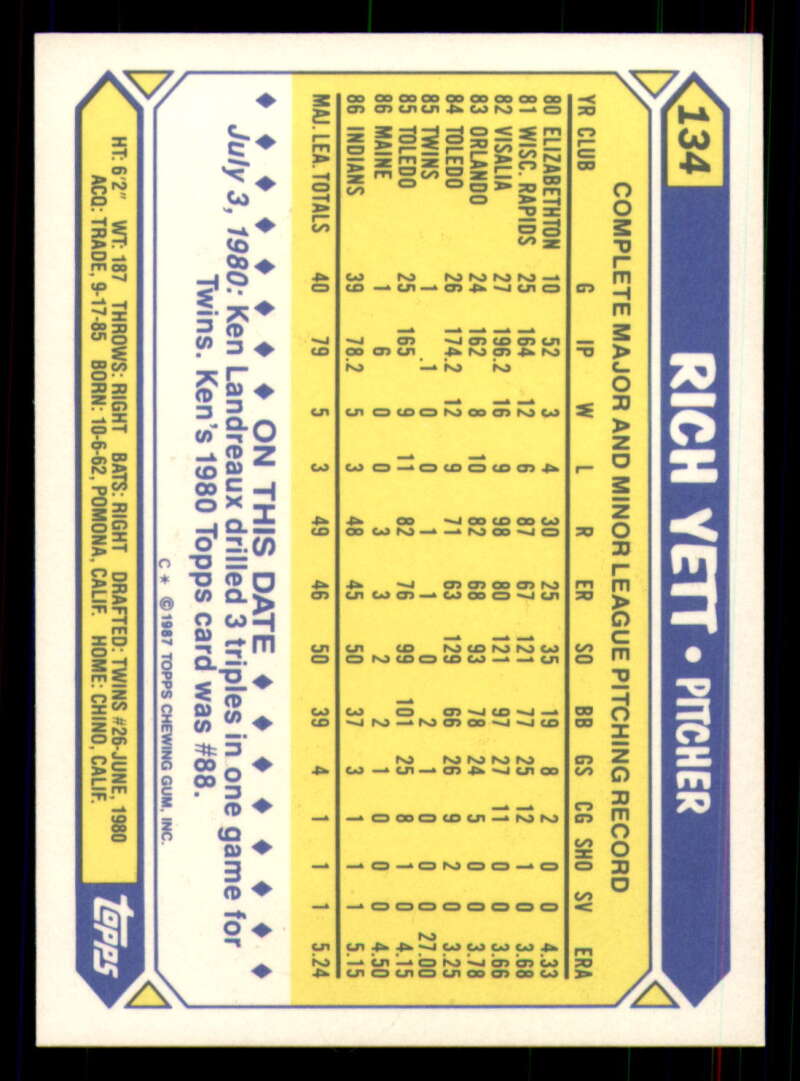 134
RICH YETT • PITCHER
COMPLETE MAJOR AND MINOR LEAGUE PITCHING RECORD
YR CLUB G IP W L R ER SO BB GS CG SHO SV ERA
80 ELIZABETHTON 10 52 3 4 30 25 35 19 8 2 0 0 4.33
81 WISC. RAPIDS 25 164 12 6 87 67 121 77 25 12 1 0 3.68
82 VISALIA 27 196.2 16 9 98 80 121 97 27 11 0 0 3.66
83 ORLANDO 24 162 8 10 82 68 93 78 24 5 0 0 3.78
84 TOLEDO 26 174.2 12 9 71 63 129 66 26 9 2 0 3.25
85 TWINS 1 .1 0 0 1 1 0 2 1 0 0 0 27.00
85 TOLEDO 25 165 9 11 82 76 99 101 25 8 1 0 4.15
86 MAINE 1 6 0 0 3 3 2 2 1 0 0 0 4.50
86 INDIANS 39 78.2 5 3 48 45 50 37 3 1 1 1 5.15
MAJ. LEA. TOTALS 40 79 5 3 49 46 50 39 4 1 1 1 5.24
ON THIS DATE
July 3, 1980: Ken Landreaux drilled 3 triples in one game for
Twins. Ken's 1980 Topps card was #88.
C * ©1987 TOPPS CHEWING GUM, INC.
HT: 6'2" WT: 187 THROWS: RIGHT BATS: RIGHT DRAFTED: TWINS #26-JUNE, 1980
ACQ: TRADE, 9-17-85 BORN: 10-6-62, POMONA, CALIF. HOME: CHINO, CALIF.
topps